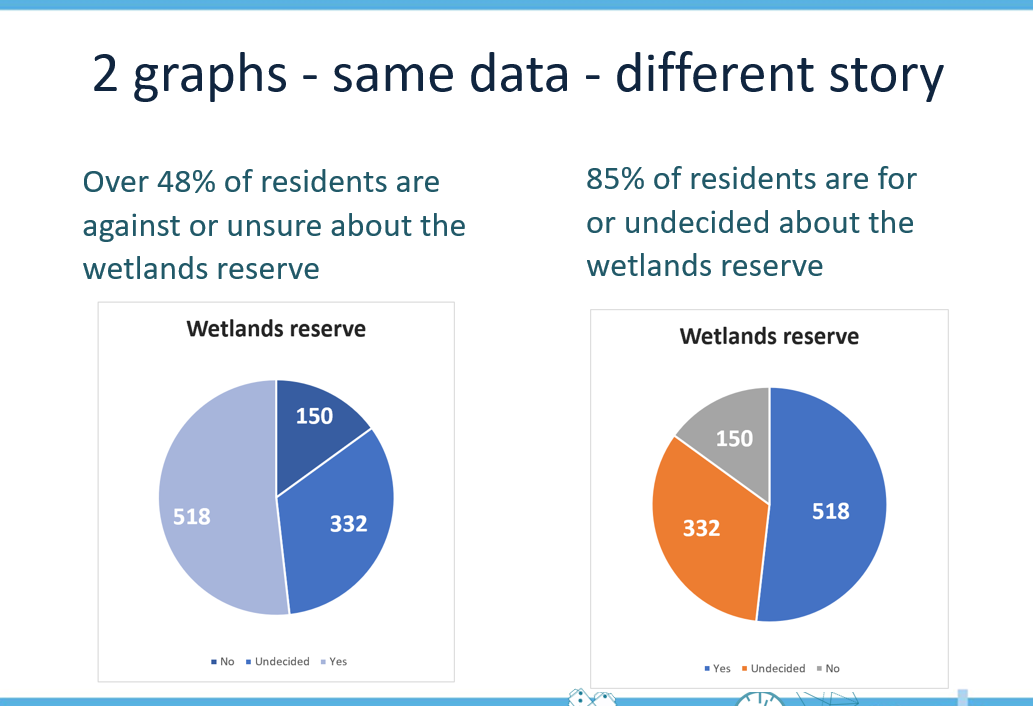 2 graphs - same data - different story
Over 48% of residents are
against or unsure about the
wetlands reserve
Wetlands reserve
150
332
518
No Undecided Yes
85% of residents are for
or undecided about the
wetlands reserve
Wetlands reserve
150
518
332
Yes Undecided No